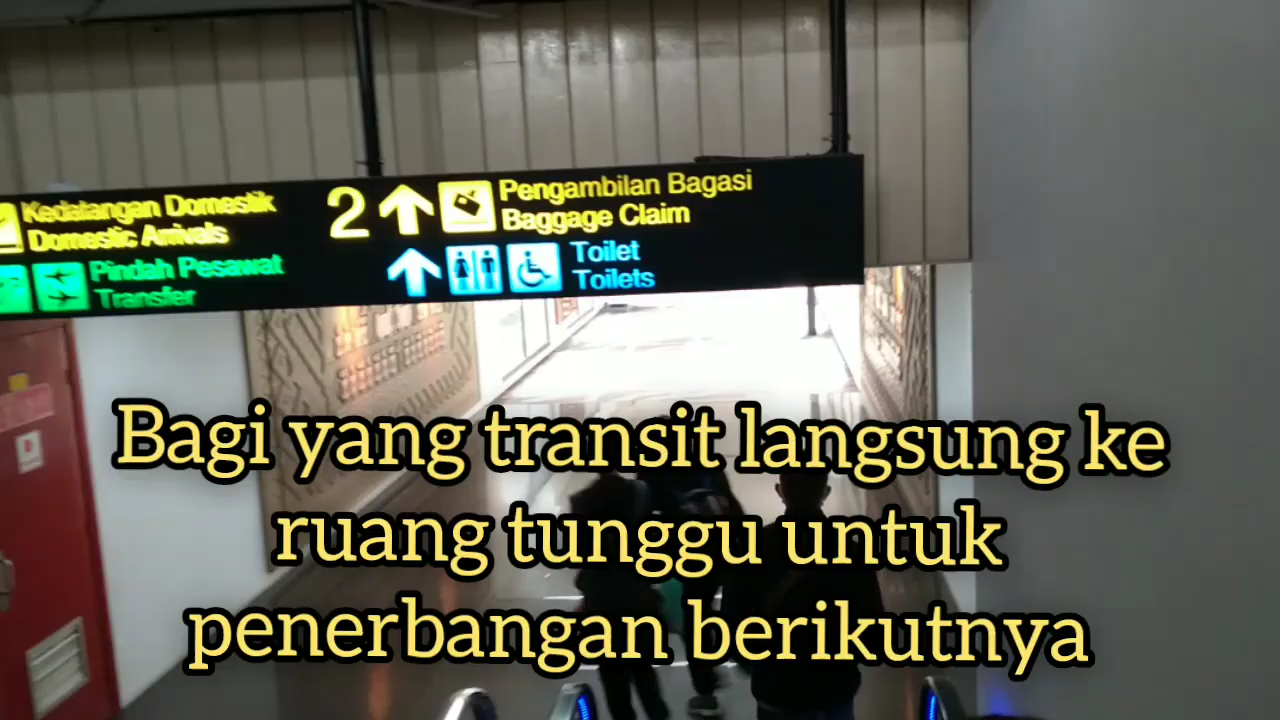 Kedatangan Domestik
Domestic Arrivals
Pindah Pesawat
Transfer
2
Pengambilan Bagasi
Baggage Claim
Toilet
Toilets
Bagi yang transit langsung ke
ruang tunggu untuk
penerbangan berikutnya